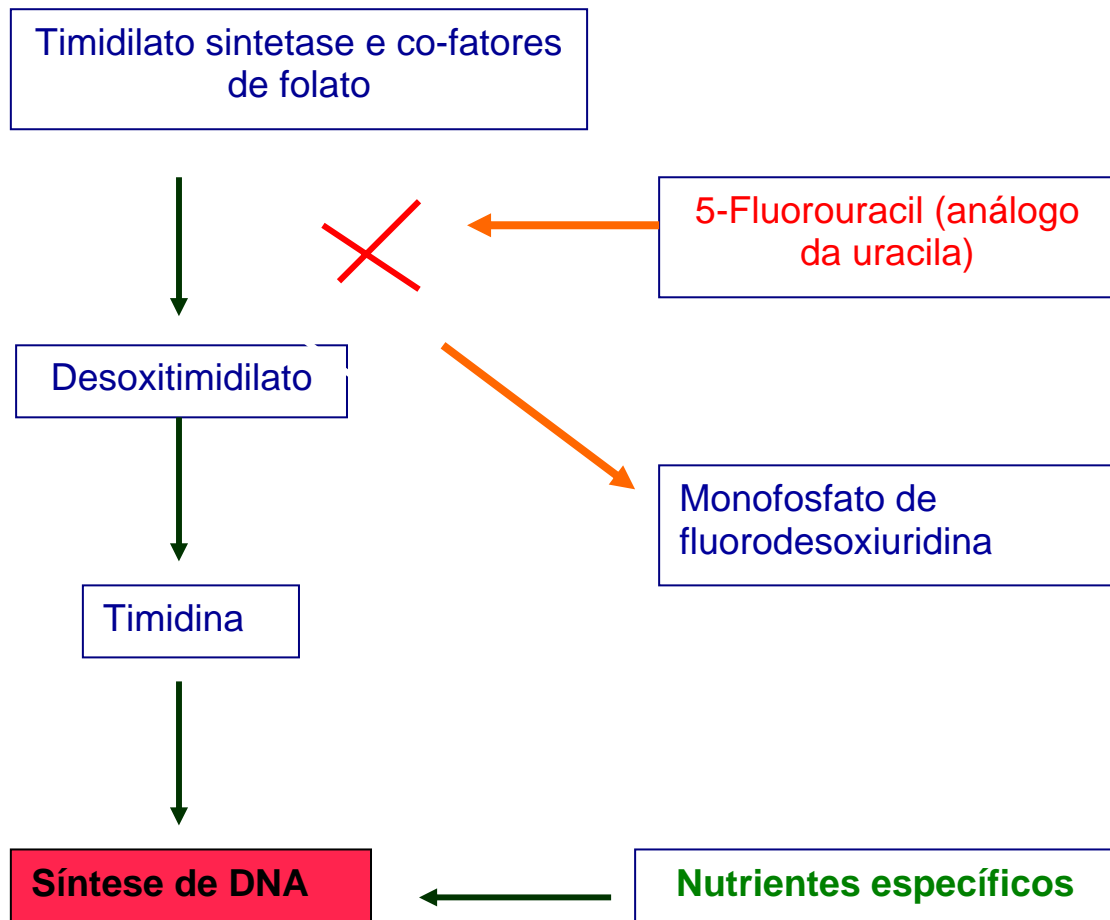 Timidilato sintetase e co-fatores
de folato
5-Fluorouracil (análogo
da uracila)
Desoxitimidilato
Monofosfato de
fluorodesoxiuridina
Timidina
Síntese de DNA
Nutrientes específicos